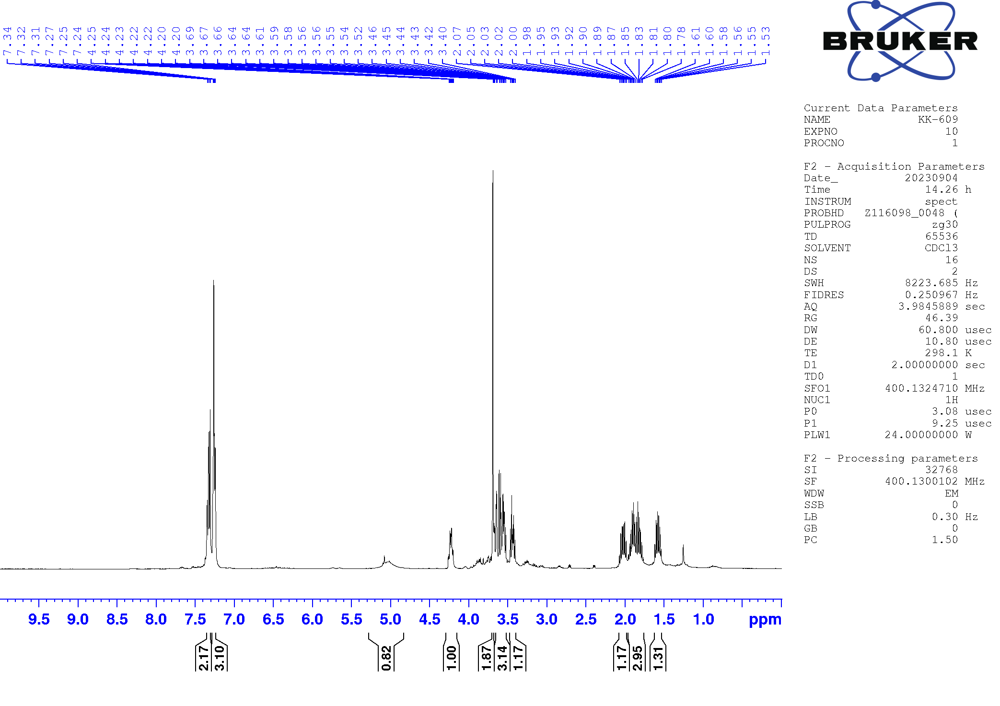 7.34 7.32 7.31 7.27 7.25 7.24 4.25 4.24 4.23 4.22 4.22 4.20 4.20 3.69 3.67 3.66 3.64 3.64 3.61 3.59 3.58 3.56 3.56 3.55 3.54 3.52 3.46 3.45 3.44 3.43 3.42 3.40 2.07 2.05 2.03 2.02 2.00 1.98 1.95 1.93 1.92 1.90 1.89 1.87 1.85 1.83 1.81 1.80 1.78 1.61 1.60 1.58 1.56 1.55 1.53
BRUKER
Current Data Parameters
NAME KK-609
EXPNO 10
PROCNO 1
F2 - Acquisition Parameters
Date_ 20230904
Time 14.26 h
INSTRUM spect
PROBHD Z116098_0048 (
PULPROG zg30
TD 65536
SOLVENT CDCl3
NS 16
DS 2
SWH 8223.685 Hz
FIDRES 0.250967 Hz
AQ 3.9845889 sec
RG 46.39
DW 60.800 usec
DE 10.80 usec
TE 298.1 K
D1 2.00000000 sec
TD0 1
SFO1 400.1324710 MHz
NUC1 1H
P0 3.08 usec
P1 9.25 usec
PLW1 24.00000000 W
F2 - Processing parameters
SI 32768
SF 400.1300102 MHz
WDW EM
SSB 0
LB 0.30 Hz
GB 0
PC 1.50
9.5 9.0 8.5 8.0 7.5 7.0 6.5 6.0 5.5 5.0 4.5 4.0 3.5 3.0 2.5 2.0 1.5 1.0 ppm
2.17 3.10 0.82 1.00 1.87 3.14 1.17 1.17 2.95 1.31